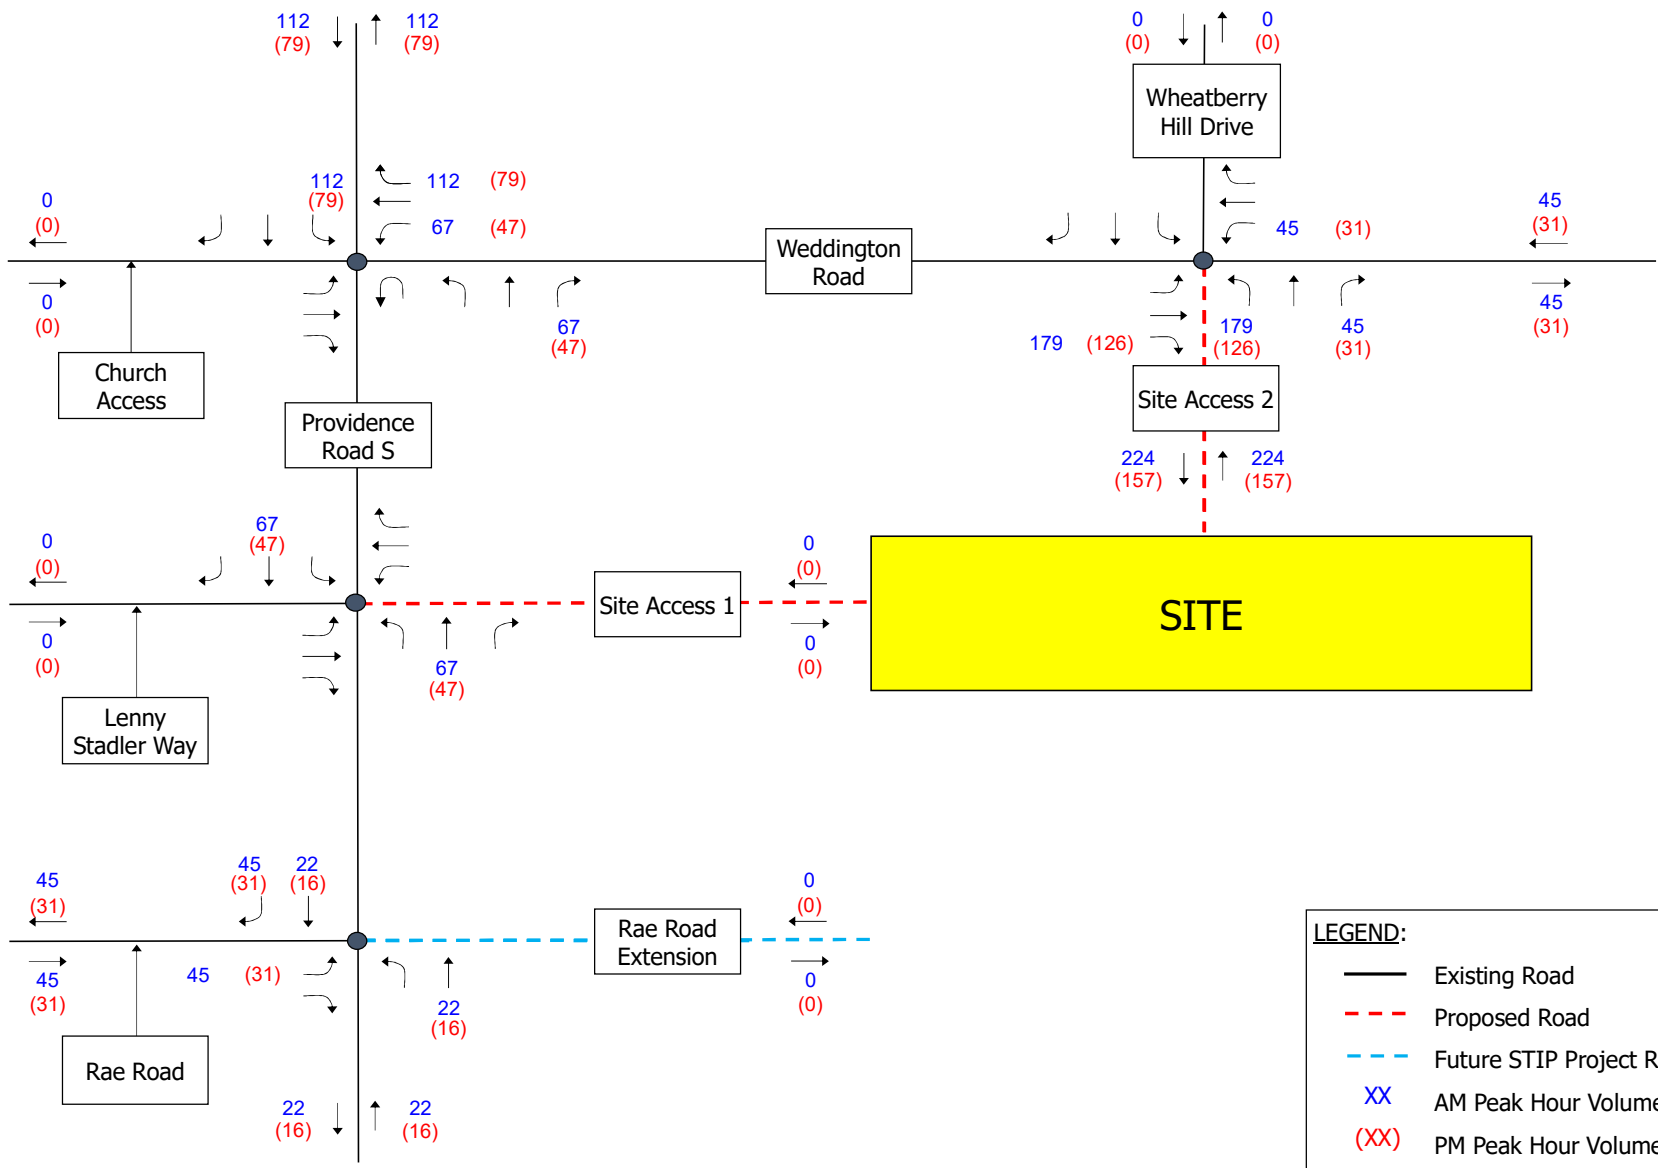 112 112 0 0
(79) (79) (0) (0)
Wheatberry
Hill Drive
112 112 (79)
(79)
0
(0)
67 (47)
45 (31)
45
(31)
Weddington
Road
0
(0)
67
(47)
179 (126)
179
(126)
45
(31)
45
(31)
Church
Access
Site Access 2
Providence
Road S
224 224
(157) (157)
67
(47)
0
(0)
0
(0)
Site Access 1
SITE
0
(0)
67
(47)
0
(0)
Lenny
Stadler Way
45 22
(31) (16)
45
(31)
0
(0)
Rae Road
Extension
45
(31)
45 (31)
22
(16)
0
(0)
Rae Road
22 22
(16) (16)
LEGEND:
Existing Road
Proposed Road
Future STIP Project
XX AM Peak Hour
(XX) PM Peak Hour